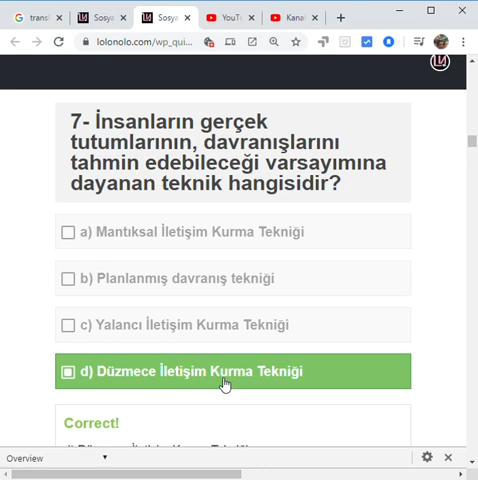 transl
Sosya
Sosya
YouTu
Kanal
lolonolo.com/wp_qui...
7- İnsanların gerçek
tutumlarının, davranışlarını
tahmin edebileceği varsayımına
dayanan teknik hangisidir?
a) Mantıksal İletişim Kurma Tekniği
b) Planlanmış davranış tekniği
c) Yalancı İletişim Kurma Tekniği
d) Düzmece İletişim Kurma Tekniği
Correct!
Overview